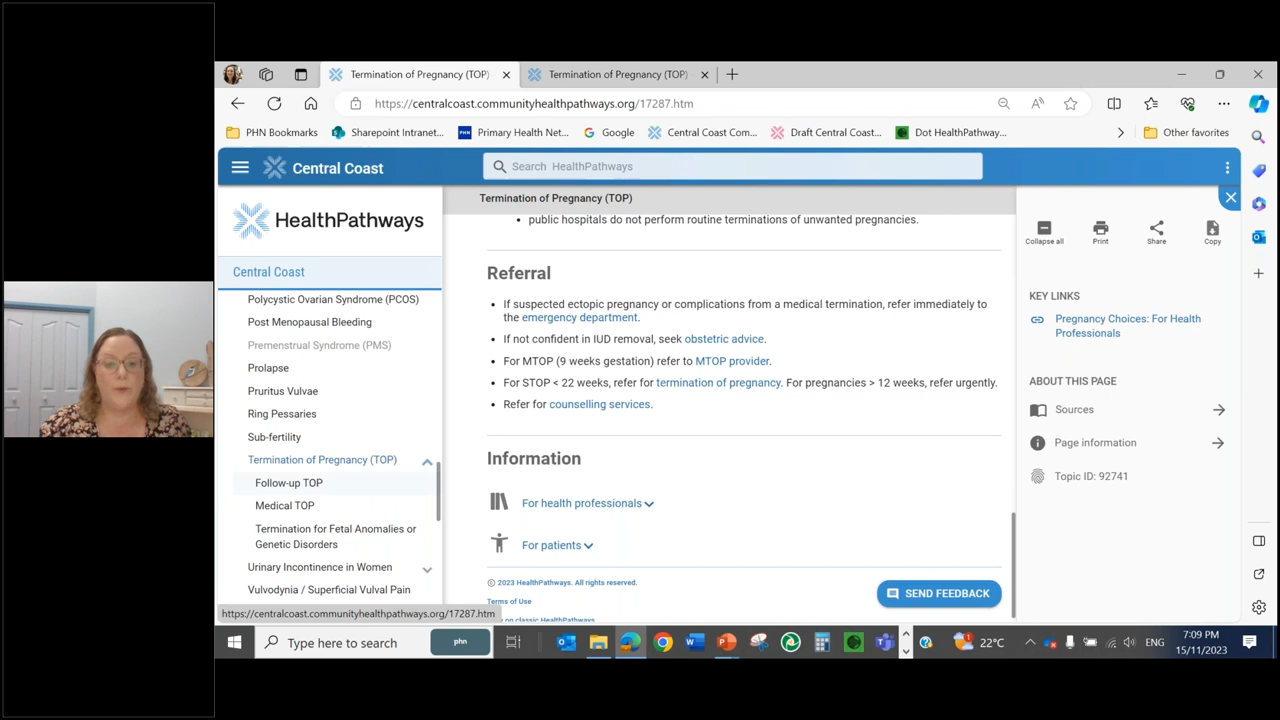 Termination of Pregnancy (TOP)
Termination of Pregnancy (TOP)
https://centralcoast.communityhealthpathways.org/17287.htm
PHN Bookmarks
Sharepoint Intranet...
Primary Health Net...
Google
Central Coast Com...
Draft Central Coast...
Dot HealthPathway...
Other favorites
Central Coast
Search HealthPathways
HealthPathways
Central Coast
Polycystic Ovarian Syndrome (PCOS)
Post Menopausal Bleeding
Premenstrual Syndrome (PMS)
Prolapse
Pruritus Vulvae
Ring Pessaries
Sub-fertility
Termination of Pregnancy (TOP)
Follow-up TOP
Medical TOP
Termination for Fetal Anomalies or
Genetic Disorders
Urinary Incontinence in Women
Vulvodynia / Superficial Vulval Pain
https://centralcoast.communityhealthpathways.org/17287.htm
Termination of Pregnancy (TOP)
• public hospitals do not perform routine terminations of unwanted pregnancies.
Referral
• If suspected ectopic pregnancy or complications from a medical termination, refer immediately to
the emergency department.
• If not confident in IUD removal, seek obstetric advice.
• For MTOP (9 weeks gestation) refer to MTOP provider.
• For STOP < 22 weeks, refer for termination of pregnancy. For pregnancies > 12 weeks, refer urgently.
• Refer for counselling services.
Information
For health professionals
For patients
© 2023 HealthPathways. All rights reserved.
Terms of Use
SEND FEEDBACK
Collapse all
Print
Share
Copy
KEY LINKS
Pregnancy Choices: For Health
Professionals
ABOUT THIS PAGE
Sources
Page information
Topic ID: 92741
Type here to search
phn
22°C
ENG
7:09 PM
15/11/2023